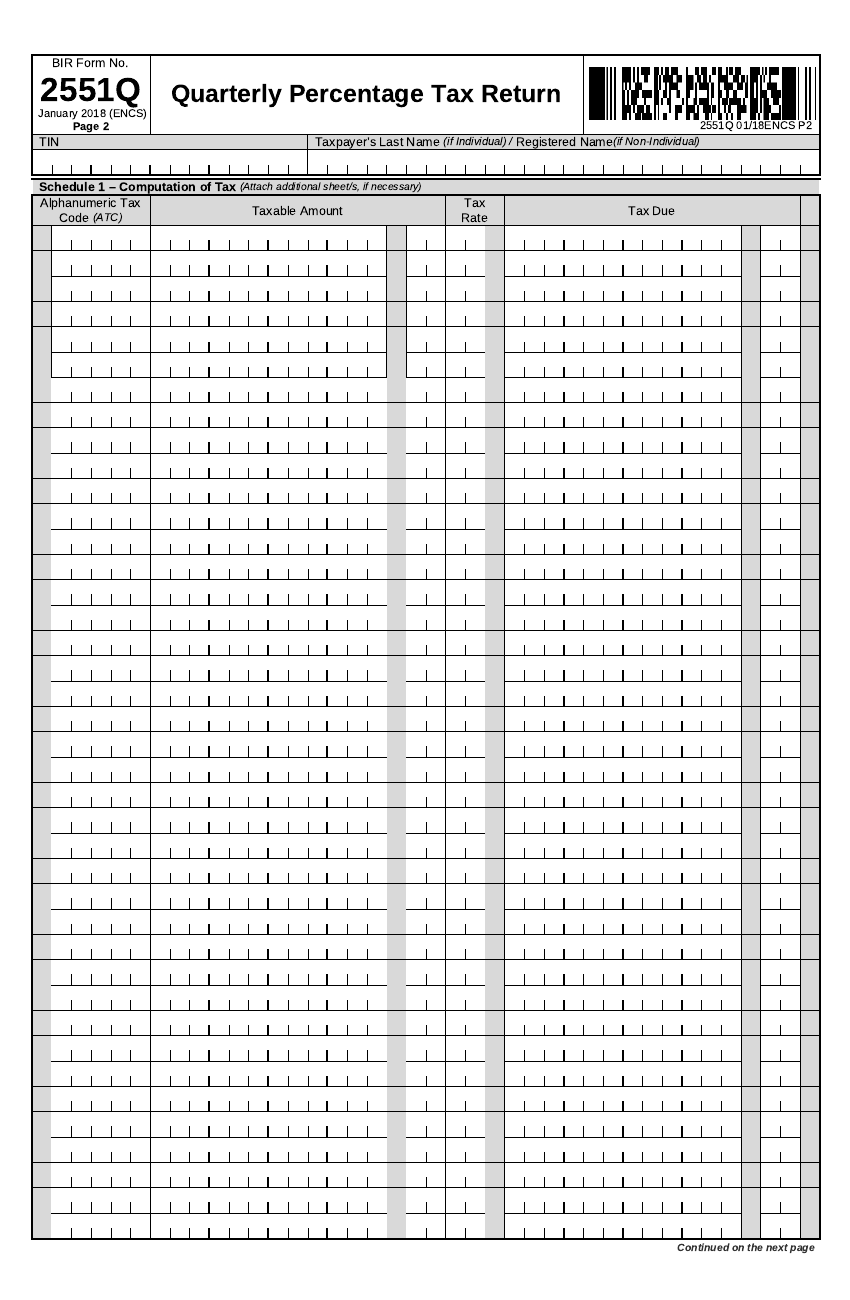 BIR Form No.
2551Q
January 2018 (ENCS)
Page 2
Quarterly Percentage Tax Return
2551Q 01/18ENCS P2
TIN
Taxpayer's Last Name (if Individual) / Registered Name(if Non-Individual)
Schedule 1 – Computation of Tax (Attach additional sheet/s, if necessary)
Alphanumeric Tax
Code (ATC)
Taxable Amount
Tax
Rate
Tax Due
Continued on the next page